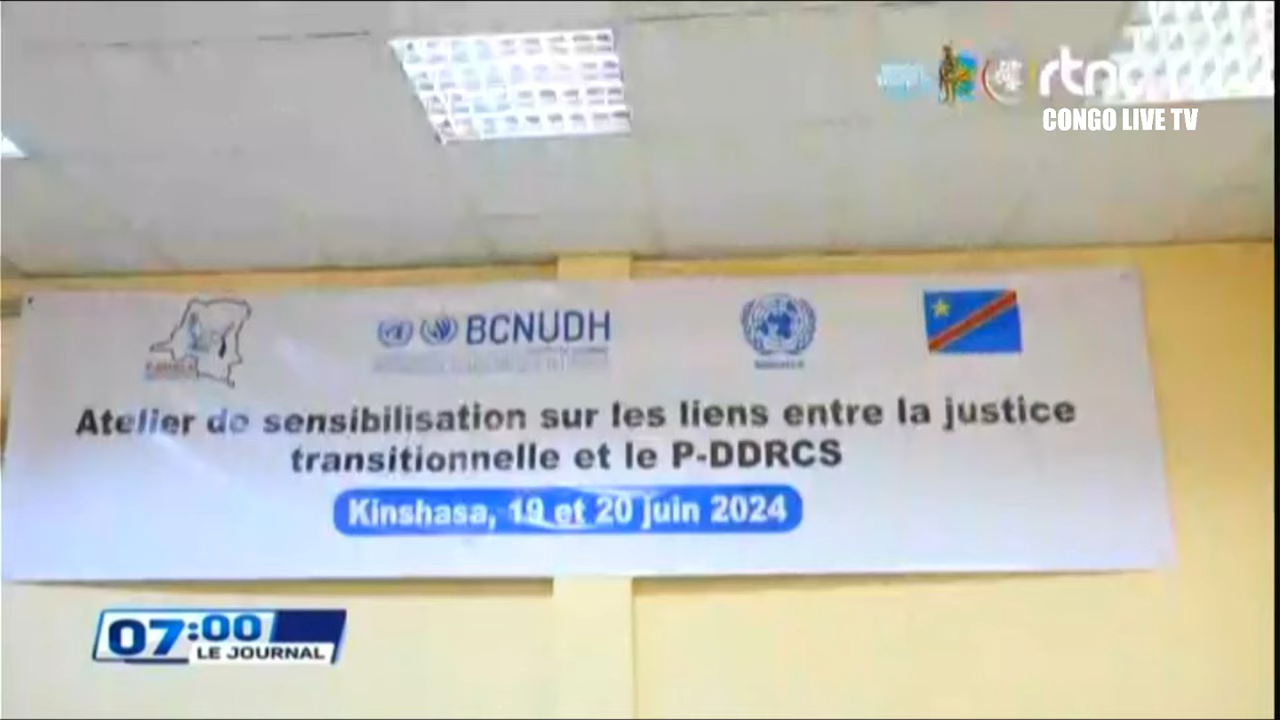 rtnc
CONGO LIVE TV
BCNUDH
Atelier de sensibilisation sur les liens entre la justice
transitionnelle et le P-DDRCS
Kinshasa, 19 et 20 juin 2024
07:00
LE JOURNAL